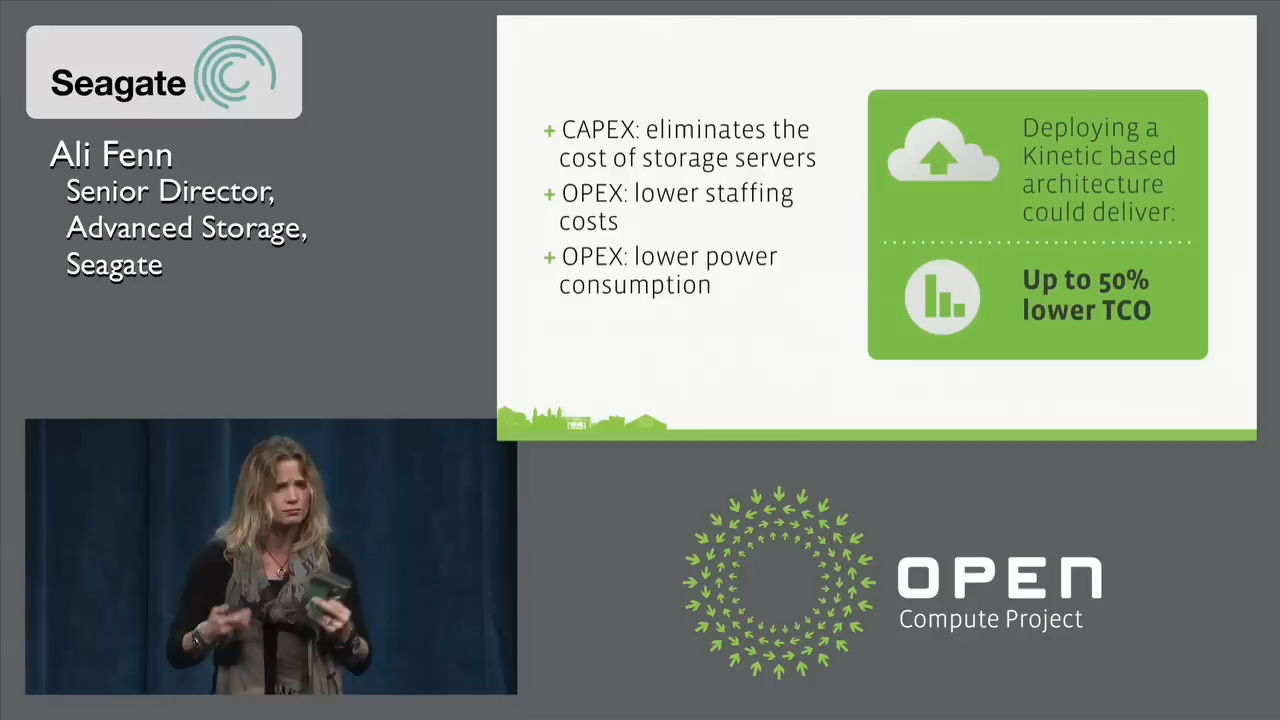 Seagate
Ali Fenn
Senior Director,
Advanced Storage,
Seagate
+ CAPEX: eliminates the
cost of storage servers
+ OPEX: lower staffing
costs
+ OPEX: lower power
consumption
Deploying a
Kinetic based
architecture
could deliver:
Up to 50%
lower TCO
OPEN
Compute Project